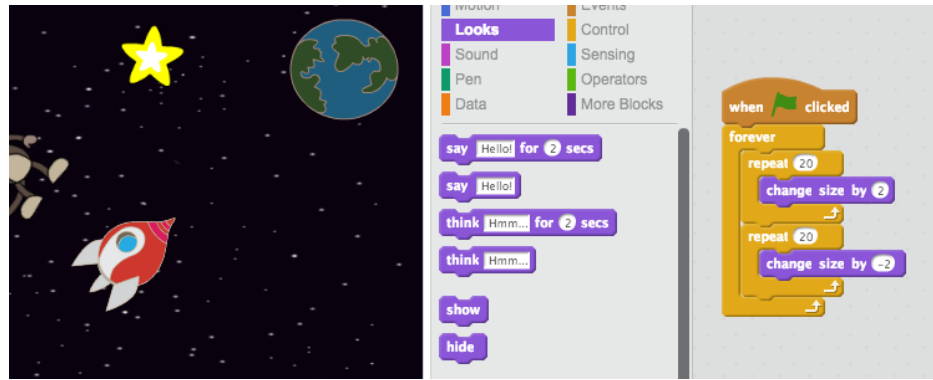 Motion Events
Looks Control
Sound Sensing
Pen Operators
Data More Blocks
say Hello! for 2 secs
say Hello!
think Hmm... for 2 secs
think Hmm...
show
hide
when clicked
forever
repeat 20
change size by 2
repeat 20
change size by -2